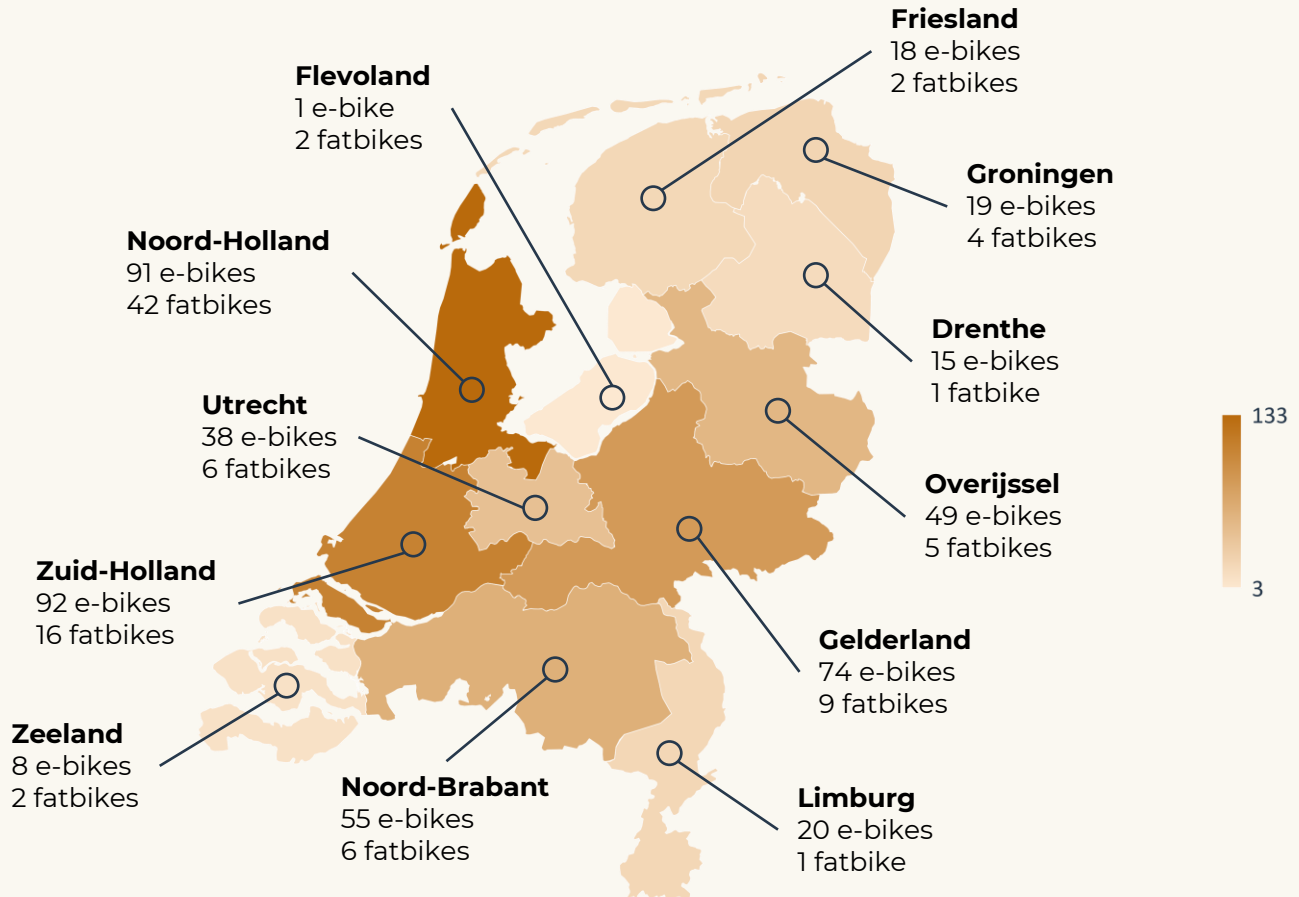 Friesland
18 e-bikes
2 fatbikes
Flevoland
1 e-bike
2 fatbikes
Groningen
19 e-bikes
4 fatbikes
Noord-Holland
91 e-bikes
42 fatbikes
Drenthe
15 e-bikes
1 fatbike
Utrecht
38 e-bikes
6 fatbikes
133
3
Overijssel
49 e-bikes
5 fatbikes
Zuid-Holland
92 e-bikes
16 fatbikes
Gelderland
74 e-bikes
9 fatbikes
Zeeland
8 e-bikes
2 fatbikes
Noord-Brabant
55 e-bikes
6 fatbikes
Limburg
20 e-bikes
1 fatbike